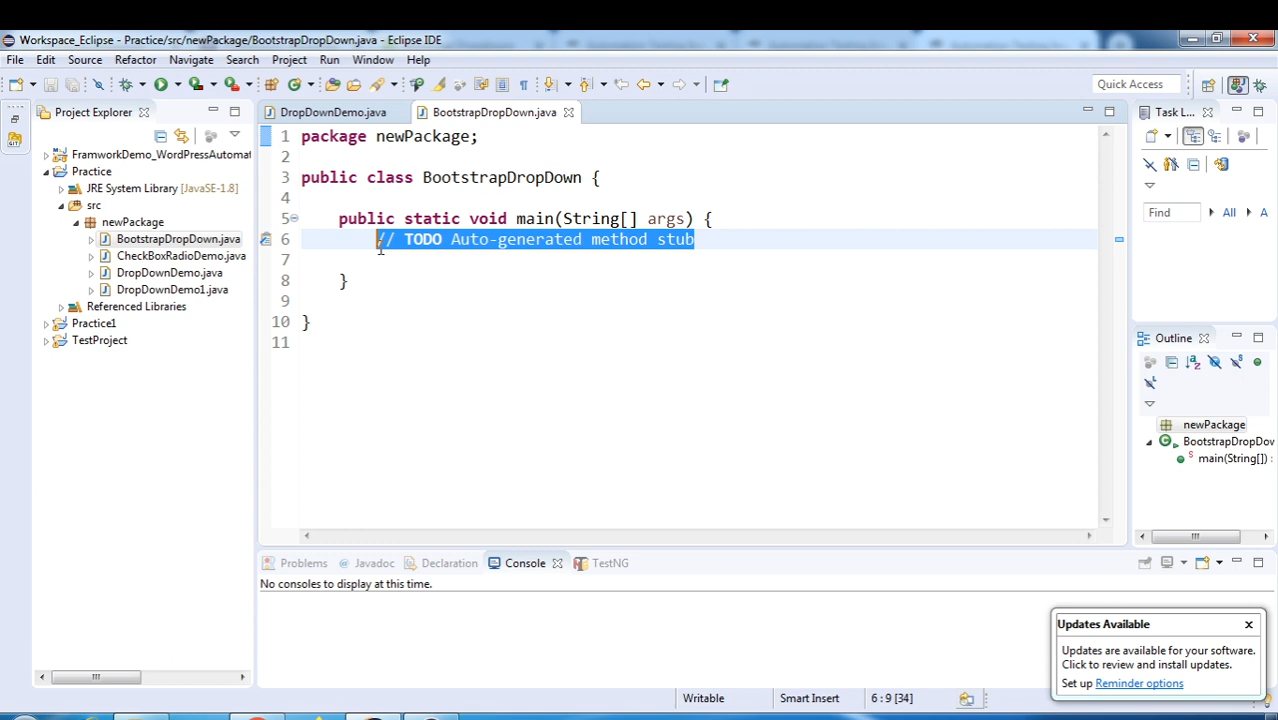 Workspace_Eclipse - Practice/src/newPackage/BootstrapDropDown.java - Eclipse IDE
File Edit Source Refactor Navigate Search Project Run Window Help
Quick Access
Project Explorer
FramworkDemo_WordPressAutomat
Practice
JRE System Library [JavaSE-1.8]
src
newPackage
BootstrapDropDown.java
CheckBoxRadioDemo.java
DropDownDemo.java
DropDownDemo1.java
Referenced Libraries
Practice1
TestProject
DropDownDemo.java BootstrapDropDown.java
1 package newPackage;
2
3 public class BootstrapDropDown {
4
5 public static void main(String[] args) {
6 // TODO Auto-generated method stub
7
8 }
9
10 }
11
Task L...
Find All A
Outline
newPackage
BootstrapDropDov
main(String[]) :
Problems Javadoc Declaration Console TestNG
No consoles to display at this time.
Updates Available
Updates are available for your software.
Click to review and install updates.
Set up Reminder options
Writable Smart Insert 6 : 9 [34]